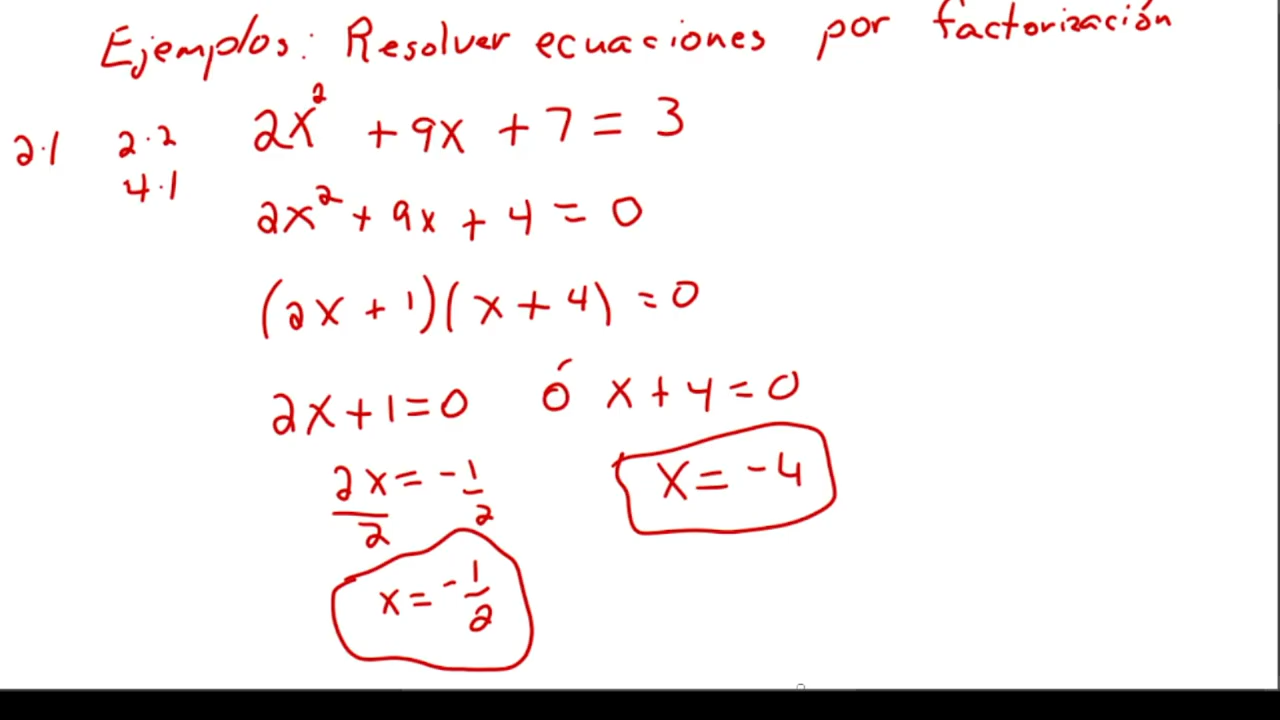 Ejemplos: Resolver ecuaciones por factorización
2·1 2·2 2x² + 9x + 7 = 3
4·1
2x² + 9x + 4 = 0
(2x + 1)(x + 4) = 0
2x + 1 = 0 ó x + 4 = 0
2x/2 = -1/2 x = -4
x = -1/2